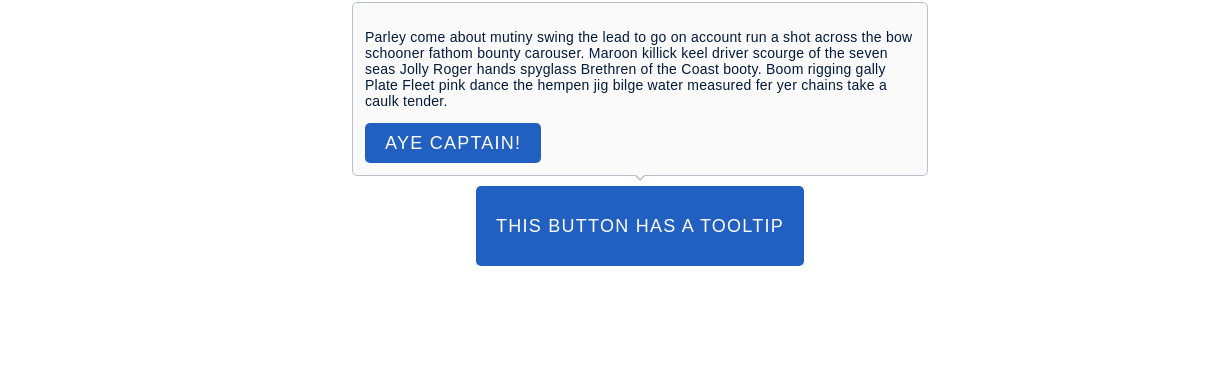 Parley come about mutiny swing the lead to go on account run a shot across the bow
schooner fathom bounty carouser. Maroon killick keel driver scourge of the seven
seas Jolly Roger hands spyglass Brethren of the Coast booty. Boom rigging gally
Plate Fleet pink dance the hempen jig bilge water measured fer yer chains take a
caulk tender.
AYE CAPTAIN!
THIS BUTTON HAS A TOOLTIP